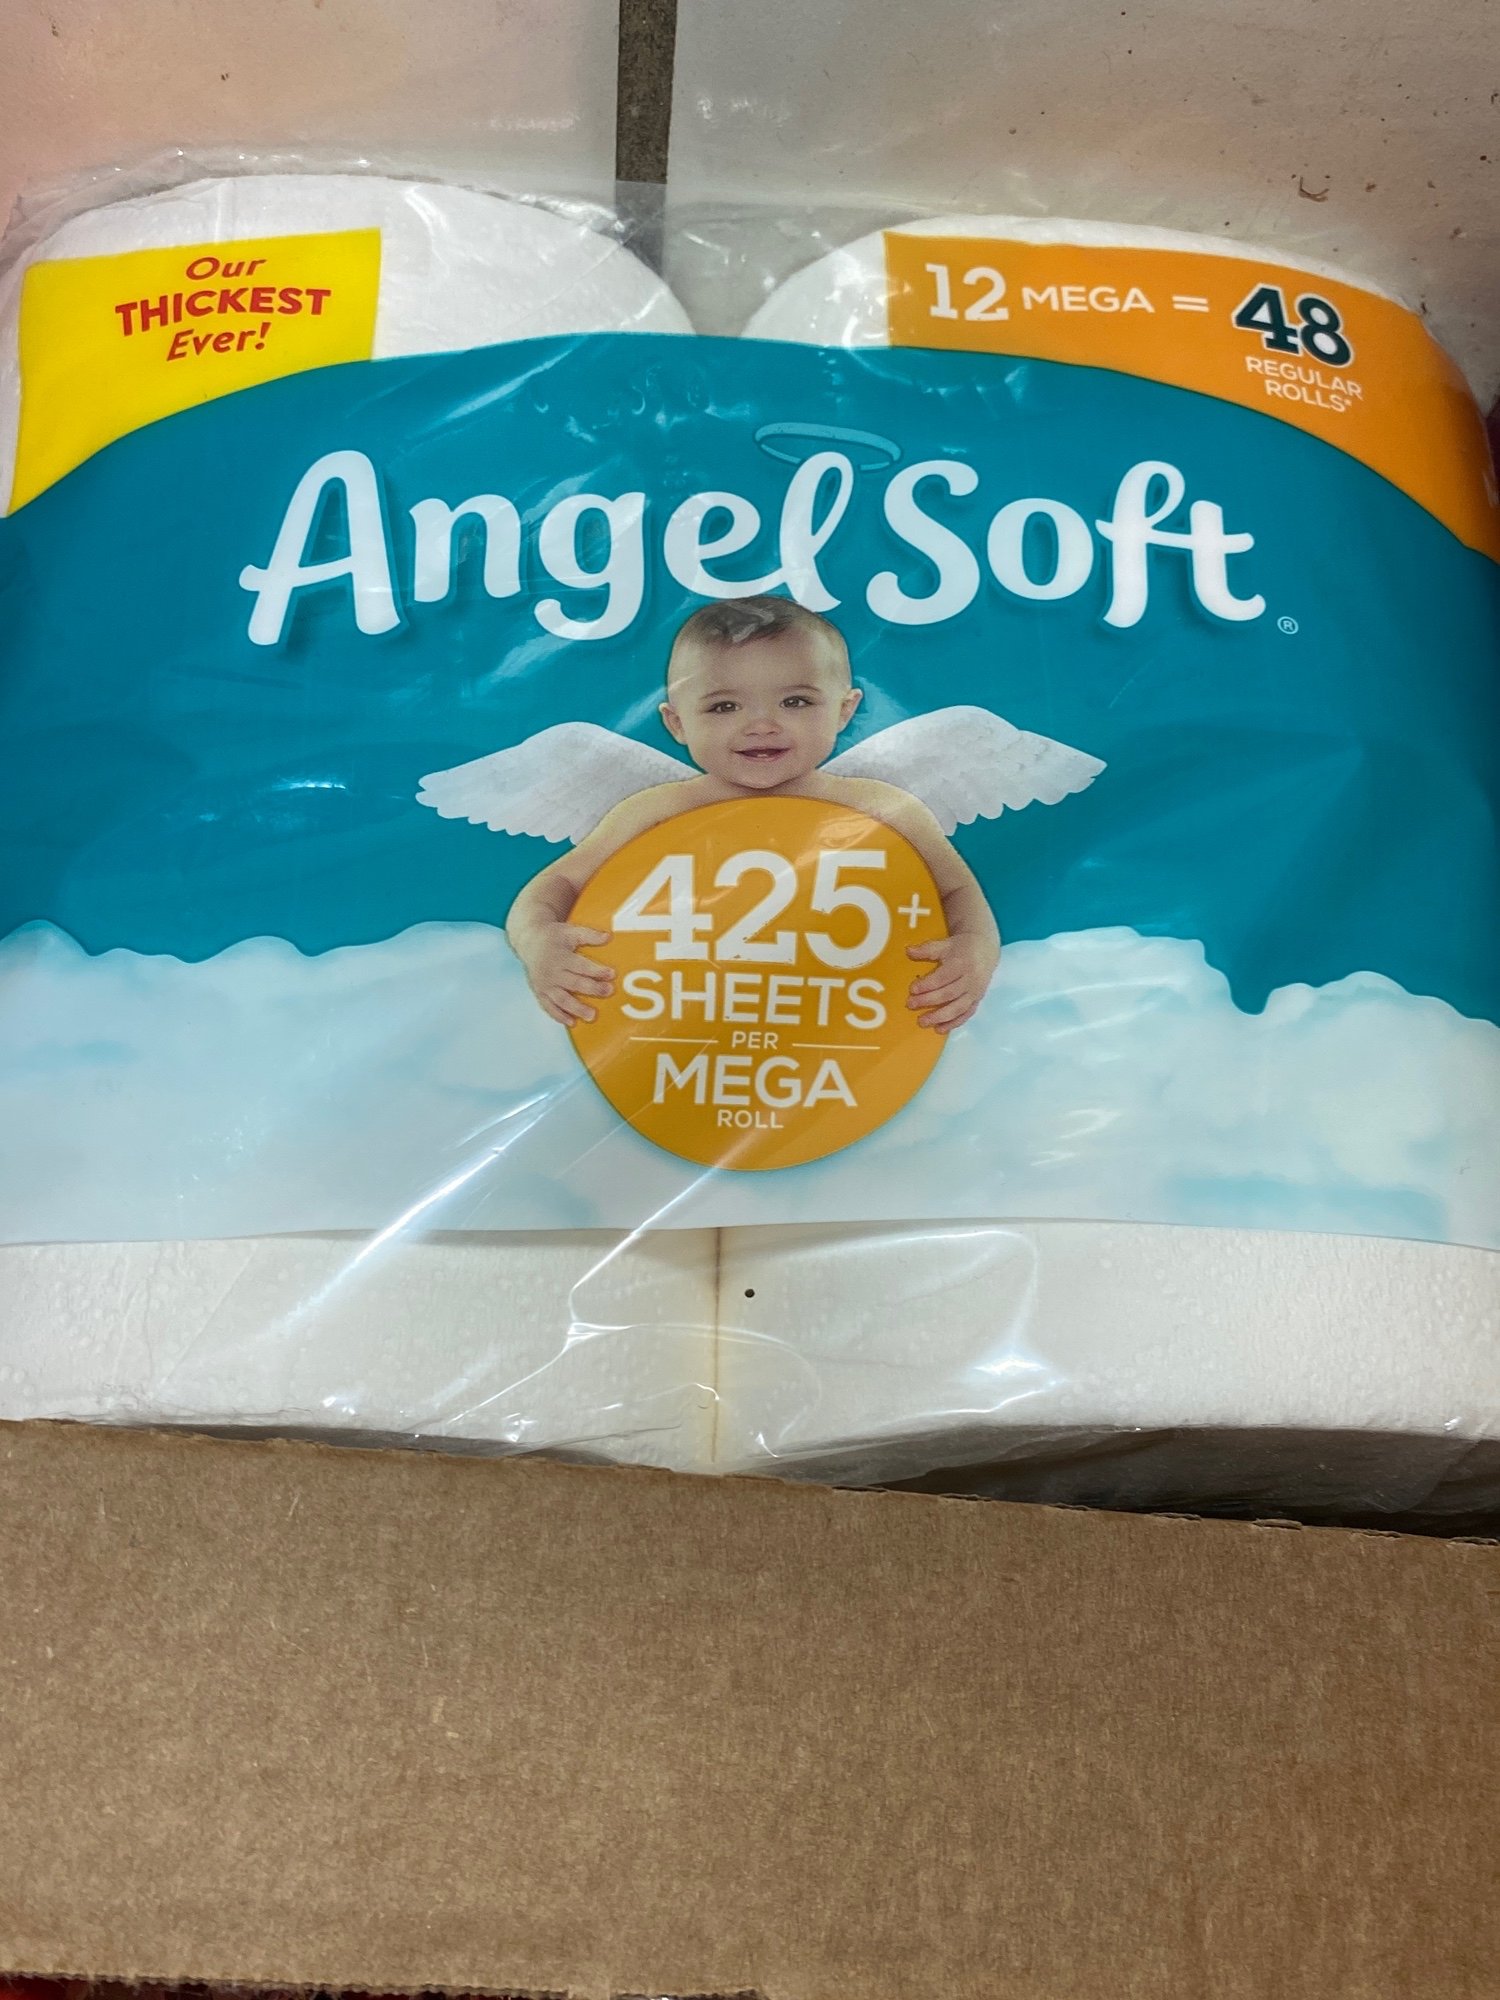 Our
THICKEST
Ever!
12 MEGA = 48
REGULAR
ROLLS*
Angel Soft®
425+
SHEETS
PER
MEGA
ROLL